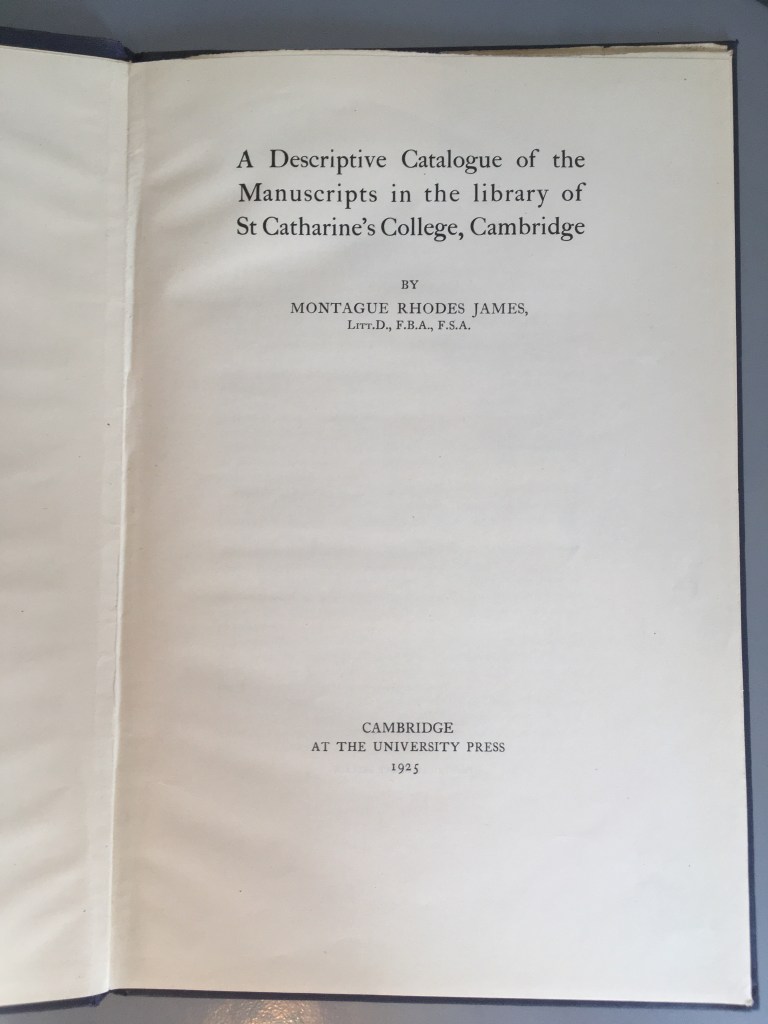 A Descriptive Catalogue of the
Manuscripts in the library of
St Catharine's College, Cambridge
BY
MONTAGUE RHODES JAMES,
Litt.D., F.B.A., F.S.A.
CAMBRIDGE
AT THE UNIVERSITY PRESS
1925